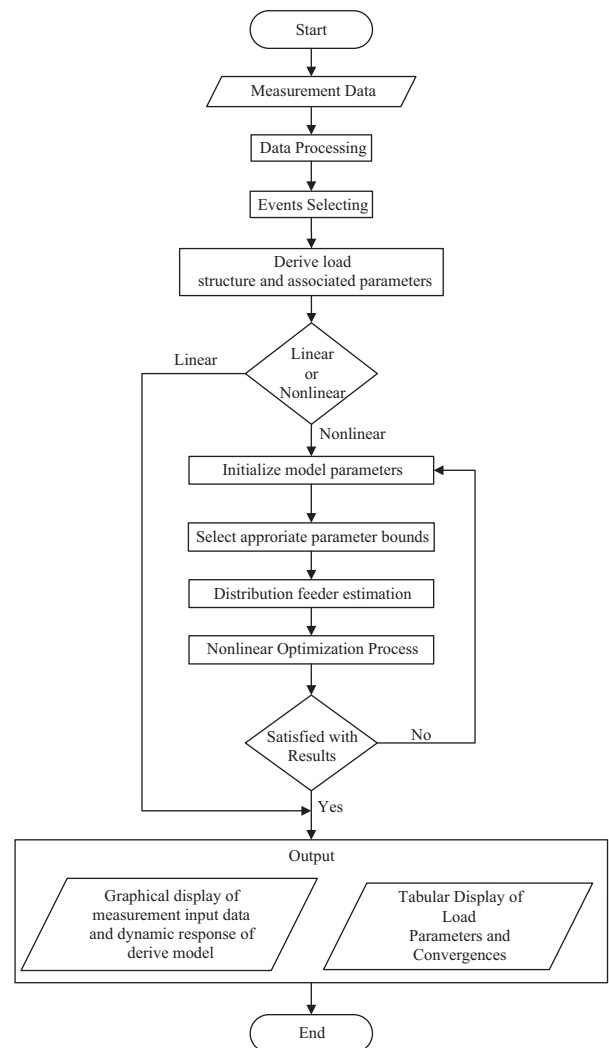 Start
Measurement Data
Data Processing
Events Selecting
Derive load
structure and associated parameters
Linear
Linear
or
Nonlinear
Nonlinear
Initialize model parameters
Select approriate parameter bounds
Distribution feeder estimation
Nonlinear Optimization Process
Satisfied with
Results
No
Yes
Output
Graphical display of
measurement input data
and dynamic response of
derive model
Tabular Display of
Load
Parameters and
Convergences
End